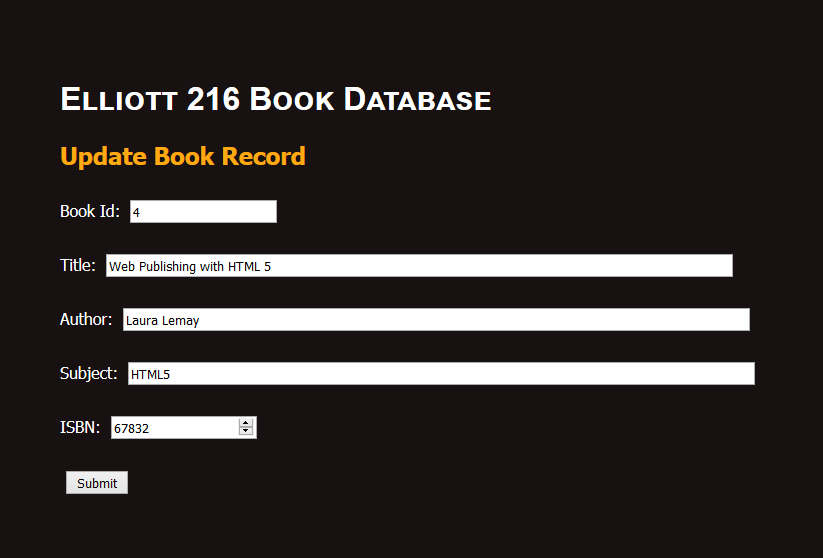 Elliott 216 Book Database
Update Book Record
Book Id: 4
Title: Web Publishing with HTML 5
Author: Laura Lemay
Subject: HTML5
ISBN: 67832
Submit